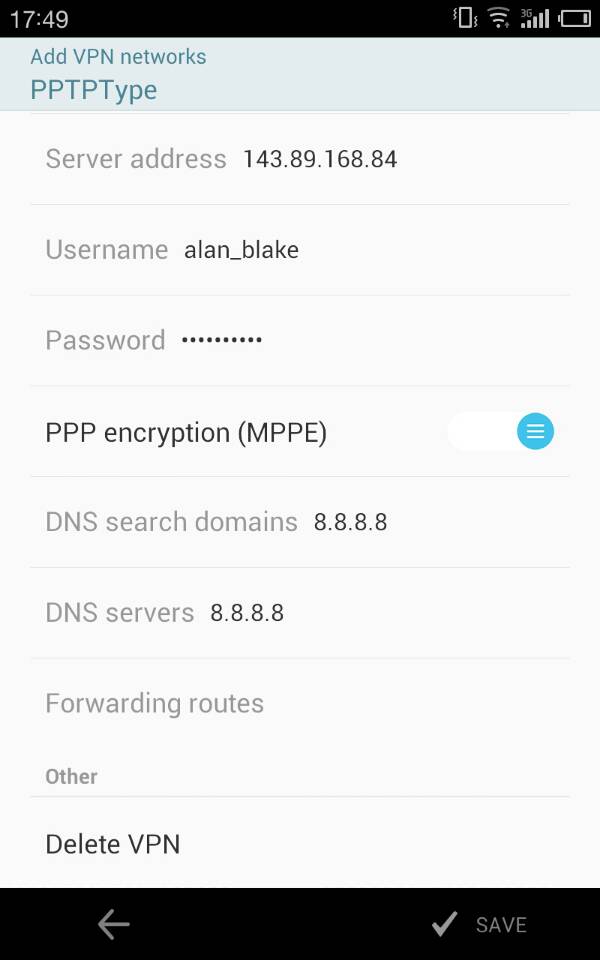 17:49
3G
Add VPN networks
PPTPType
Server address 143.89.168.84
Username alan_blake
Password ••••••••••
PPP encryption (MPPE)
DNS search domains 8.8.8.8
DNS servers 8.8.8.8
Forwarding routes
Other
Delete VPN
SAVE